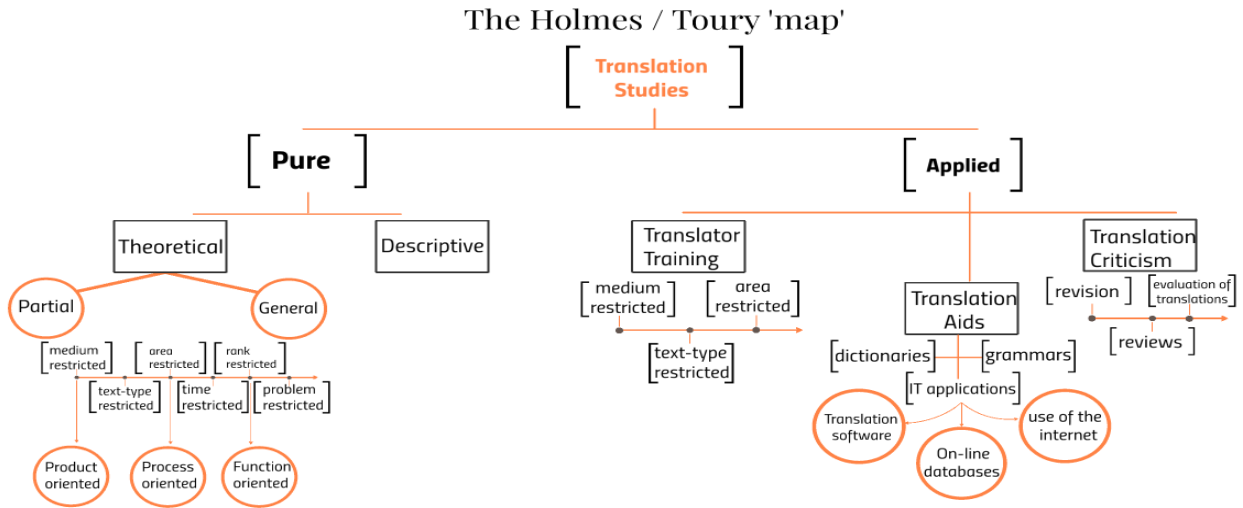 The Holmes / Toury 'map'
Translation
Studies
Pure
Applied
Theoretical
Descriptive
Translator
Training
Translation
Criticism
Partial
General
medium
restricted
area
restricted
Translation
Aids
revision
evaluation of
translations
reviews
medium
restricted
area
restricted
rank
restricted
text-type
restricted
time
restricted
problem
restricted
text-type
restricted
dictionaries
grammars
IT applications
Translation
software
use of the
internet
On-line
databases
Product
oriented
Process
oriented
Function
oriented